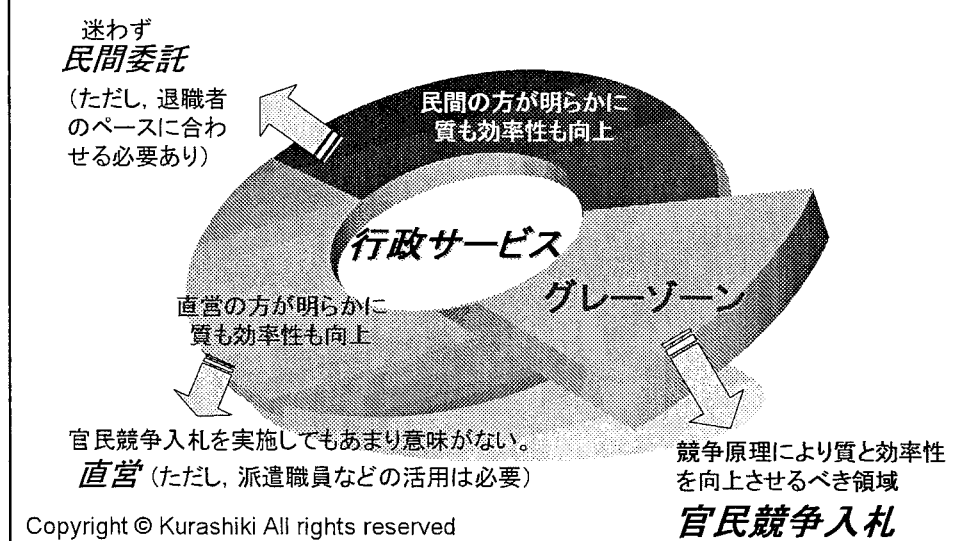 迷わず
民間委託
（ただし，退職者
のペースに合わ
せる必要あり）
民間の方が明らかに
質も効率性も向上
行政サービス
グレーゾーン
直営の方が明らかに
質も効率性も向上
官民競争入札を実施してもあまり意味がない。
直営（ただし，派遣職員などの活用は必要）
競争原理により質と効率性
を向上させるべき領域
官民競争入札
Copyright © Kurashiki All rights reserved